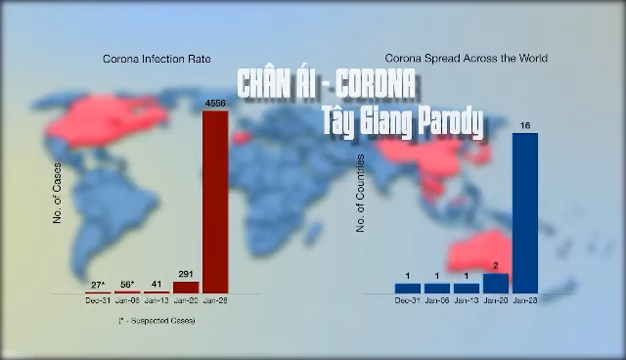 Corona Infection Rate
Corona Spread Across the World
CHÂN ÁI - CORONA
Tây Giang Parody
No. of Cases
4556
27*
56*
41
291
Dec-31
Jan-06
Jan-13
Jan-20
Jan-28
(* - Suspected Cases)
No. of Countries
16
1
1
1
2
Dec-31
Jan-06
Jan-13
Jan-20
Jan-28